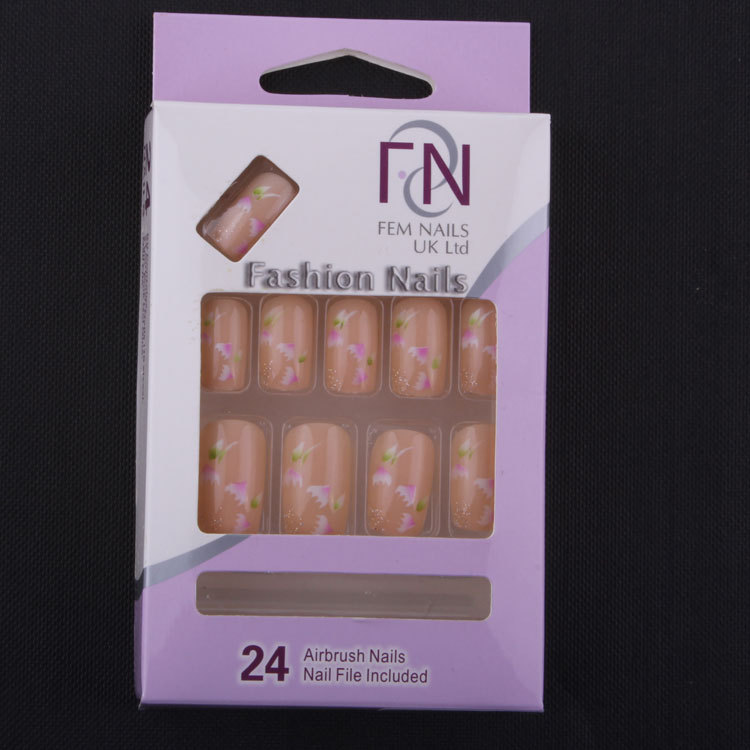 FN
FEM NAILS
UK Ltd
Fashion Nails
24
Airbrush Nails
Nail File Included